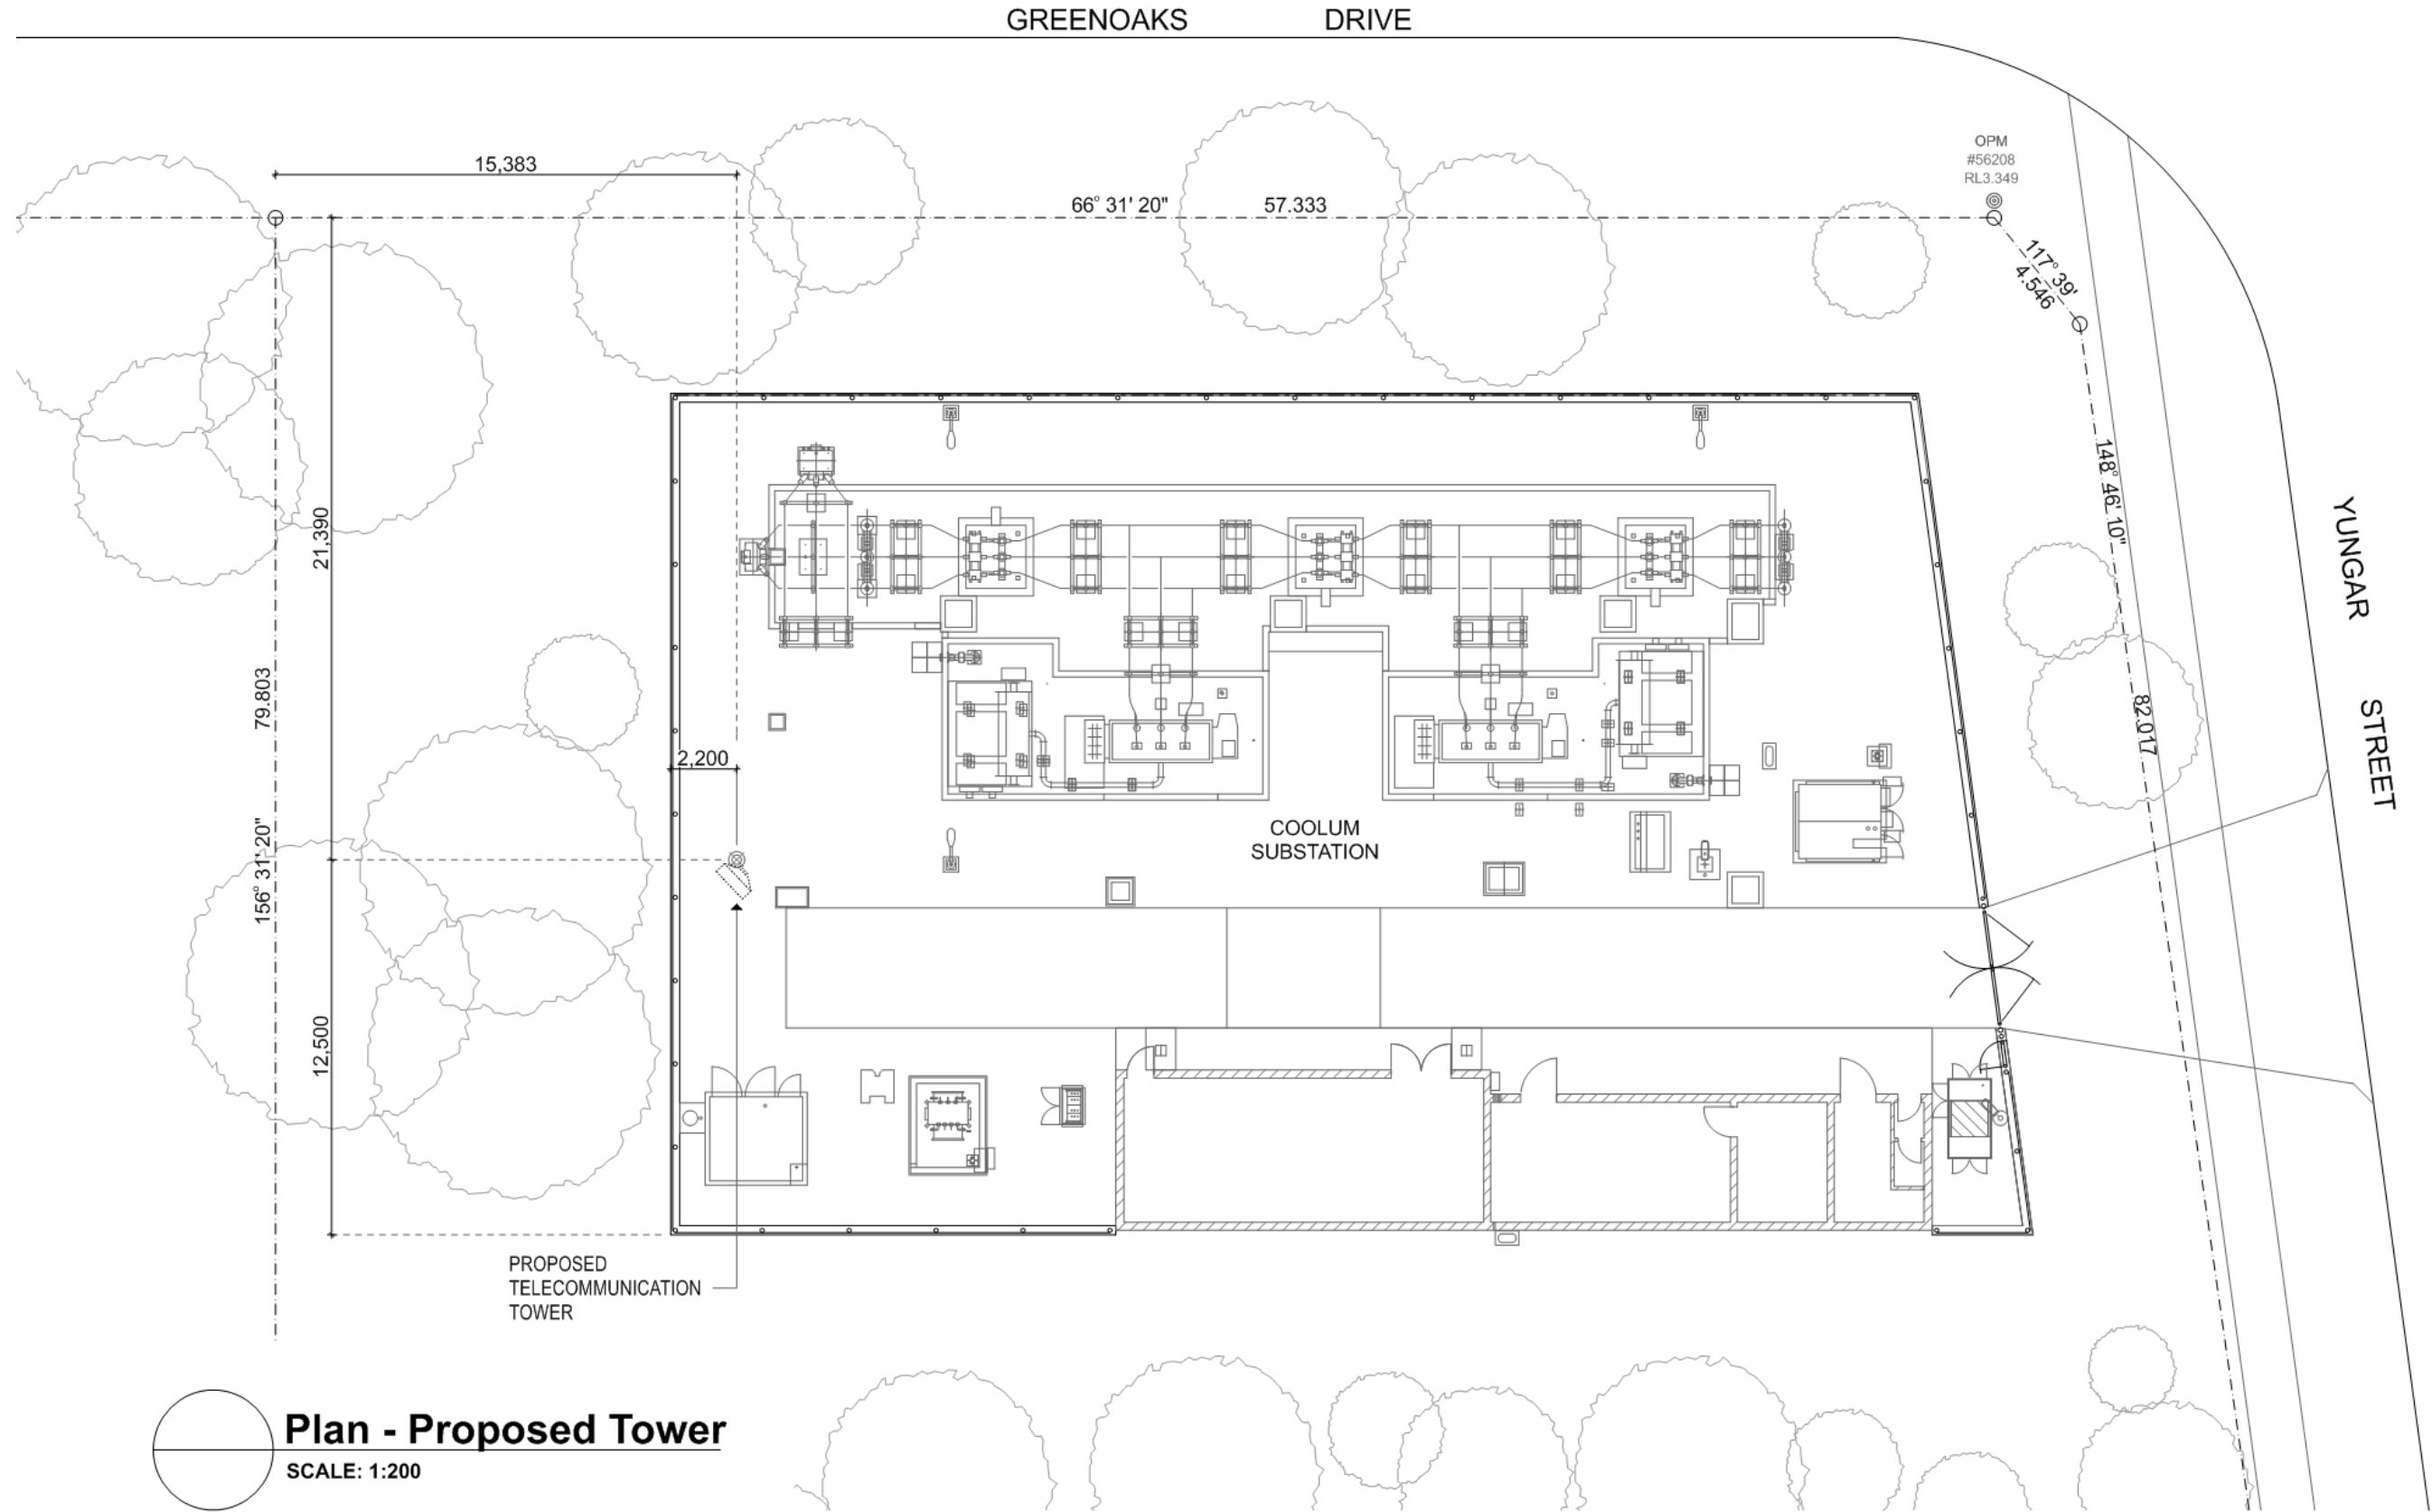 GREENOAKS DRIVE
OPM
#56208
RL3.349
15,383
66° 31' 20" 57.333
117° 39'
4.546
148° 46' 10"
82.017
YUNGAR STREET
21,390
79.803
2,200
156° 31' 20"
COOLUM
SUBSTATION
12,500
PROPOSED
TELECOMMUNICATION
TOWER
Plan - Proposed Tower
SCALE: 1:200